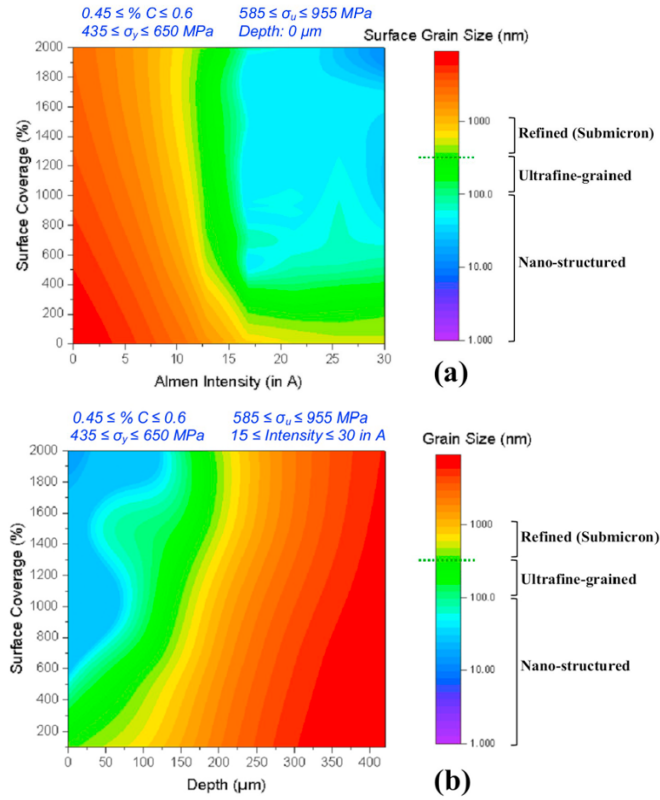 0.45 ≤ % C ≤ 0.6 585 ≤ σu ≤ 955 MPa
435 ≤ σy ≤ 650 MPa Depth: 0 µm
Surface Grain Size (nm)
Surface Coverage (%)
2000
1800
1600
1400
1200
1000
800
600
400
200
0
0 5 10 15 20 25 30
Almen Intensity (in A)
1000
100.0
10.00
1.000
Refined (Submicron)
Ultrafine-grained
Nano-structured
(a)
0.45 ≤ % C ≤ 0.6 585 ≤ σu ≤ 955 MPa
435 ≤ σy ≤ 650 MPa 15 ≤ Intensity ≤ 30 in A
Grain Size (nm)
Surface Coverage (%)
2000
1800
1600
1400
1200
1000
800
600
400
200
0 50 100 150 200 250 300 350 400
Depth (µm)
1000
100.0
10.00
1.000
Refined (Submicron)
Ultrafine-grained
Nano-structured
(b)